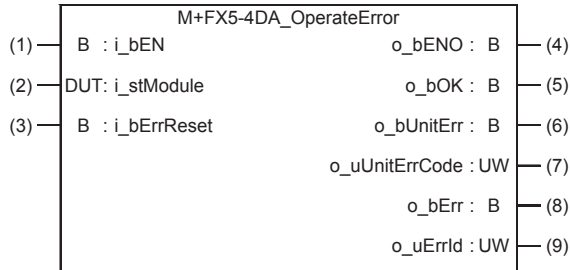 M+FX5-4DA_OperateError
(1) B : i_bEN o_bENO : B (4)
(2) DUT: i_stModule o_bOK : B (5)
(3) B : i_bErrReset o_bUnitErr : B (6)
o_uUnitErrCode : UW (7)
o_bErr : B (8)
o_uErrId : UW (9)